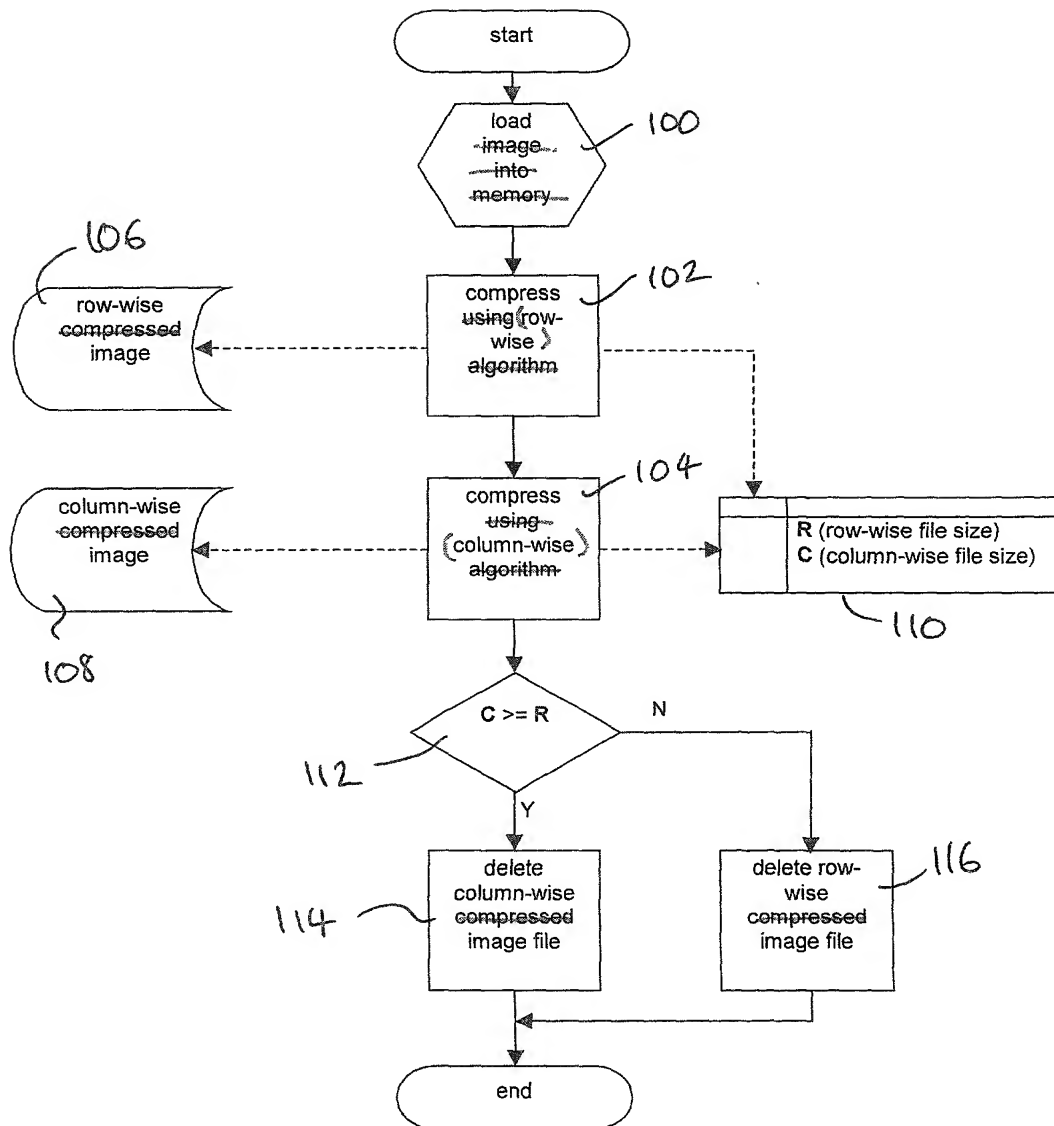 start
load
image
into
memory
100
106
row-wise
compressed
image
compress
using (row-
wise)
algorithm
102
column-wise
compressed
image
108
compress
using
(column-wise)
algorithm
104
R (row-wise file size)
C (column-wise file size)
110
C >= R
N
112
Y
delete
column-wise
compressed
image file
114
delete row-
wise
compressed
image file
116
end